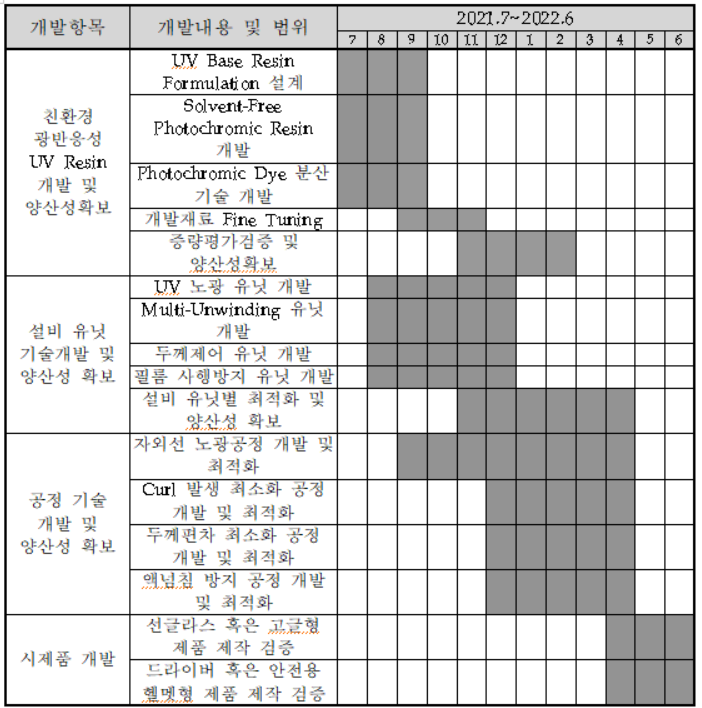 개발항목 개발내용 및 범위 2021.7~2022.6
7 8 9 10 11 12 1 2 3 4 5 6
친환경
광반응성
UV Resin
개발 및
양산성확보
UV Base Resin
Formulation 설계
Solvent-Free
Photochromic Resin
개발
Photochromic Dye 분산
기술 개발
개발재료 Fine Tuning
증량평가검증 및
양산성확보
설비 유닛
기술개발 및
양산성 확보
UV 노광 유닛 개발
Multi-Unwinding 유닛
개발
두께제어 유닛 개발
필름 사행방지 유닛 개발
설비 유닛별 최적화 및
양산성 확보
공정 기술
개발 및
양산성 확보
자외선 노광공정 개발 및
최적화
Curl 발생 최소화 공정
개발 및 최적화
두께편차 최소화 공정
개발 및 최적화
액넘침 방지 공정 개발
및 최적화
시제품 개발
선글라스 혹은 고글형
제품 제작 검증
드라이버 혹은 안전용
헬멧형 제품 제작 검증